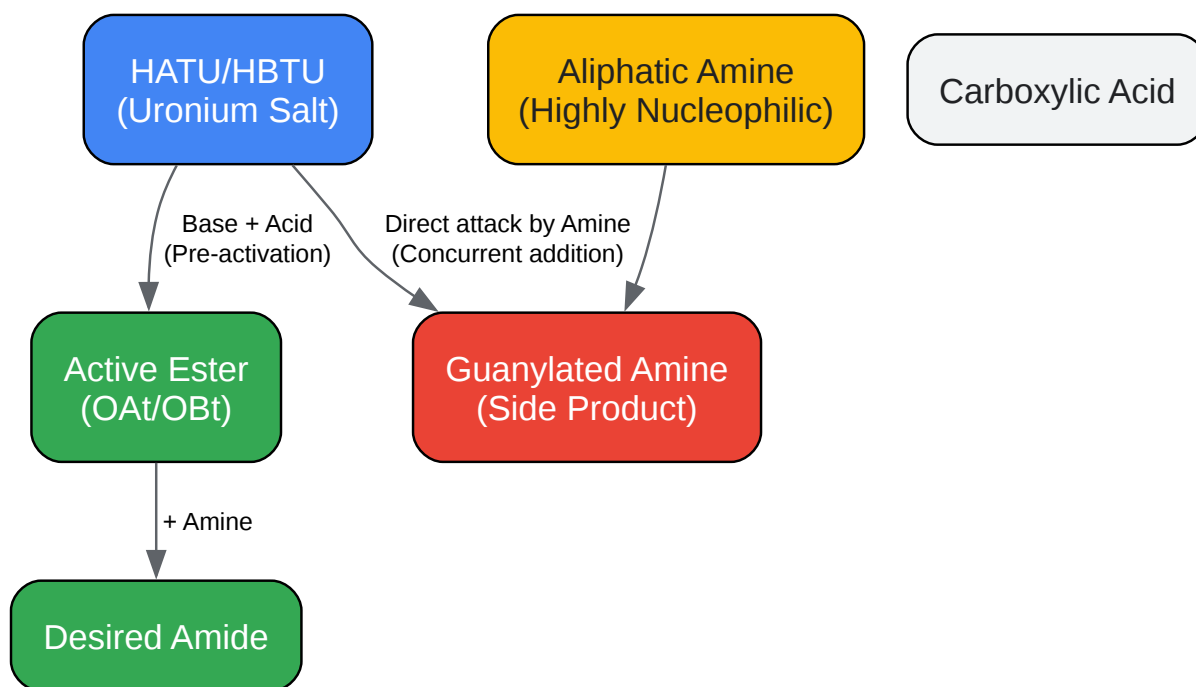 HATU/HBTU
(Uronium Salt)
Aliphatic Amine
(Highly Nucleophilic)
Carboxylic Acid
Base + Acid
(Pre-activation)
Direct attack by Amine
(Concurrent addition)
Active Ester
(OAt/OBt)
Guanylated Amine
(Side Product)
+ Amine
Desired Amide